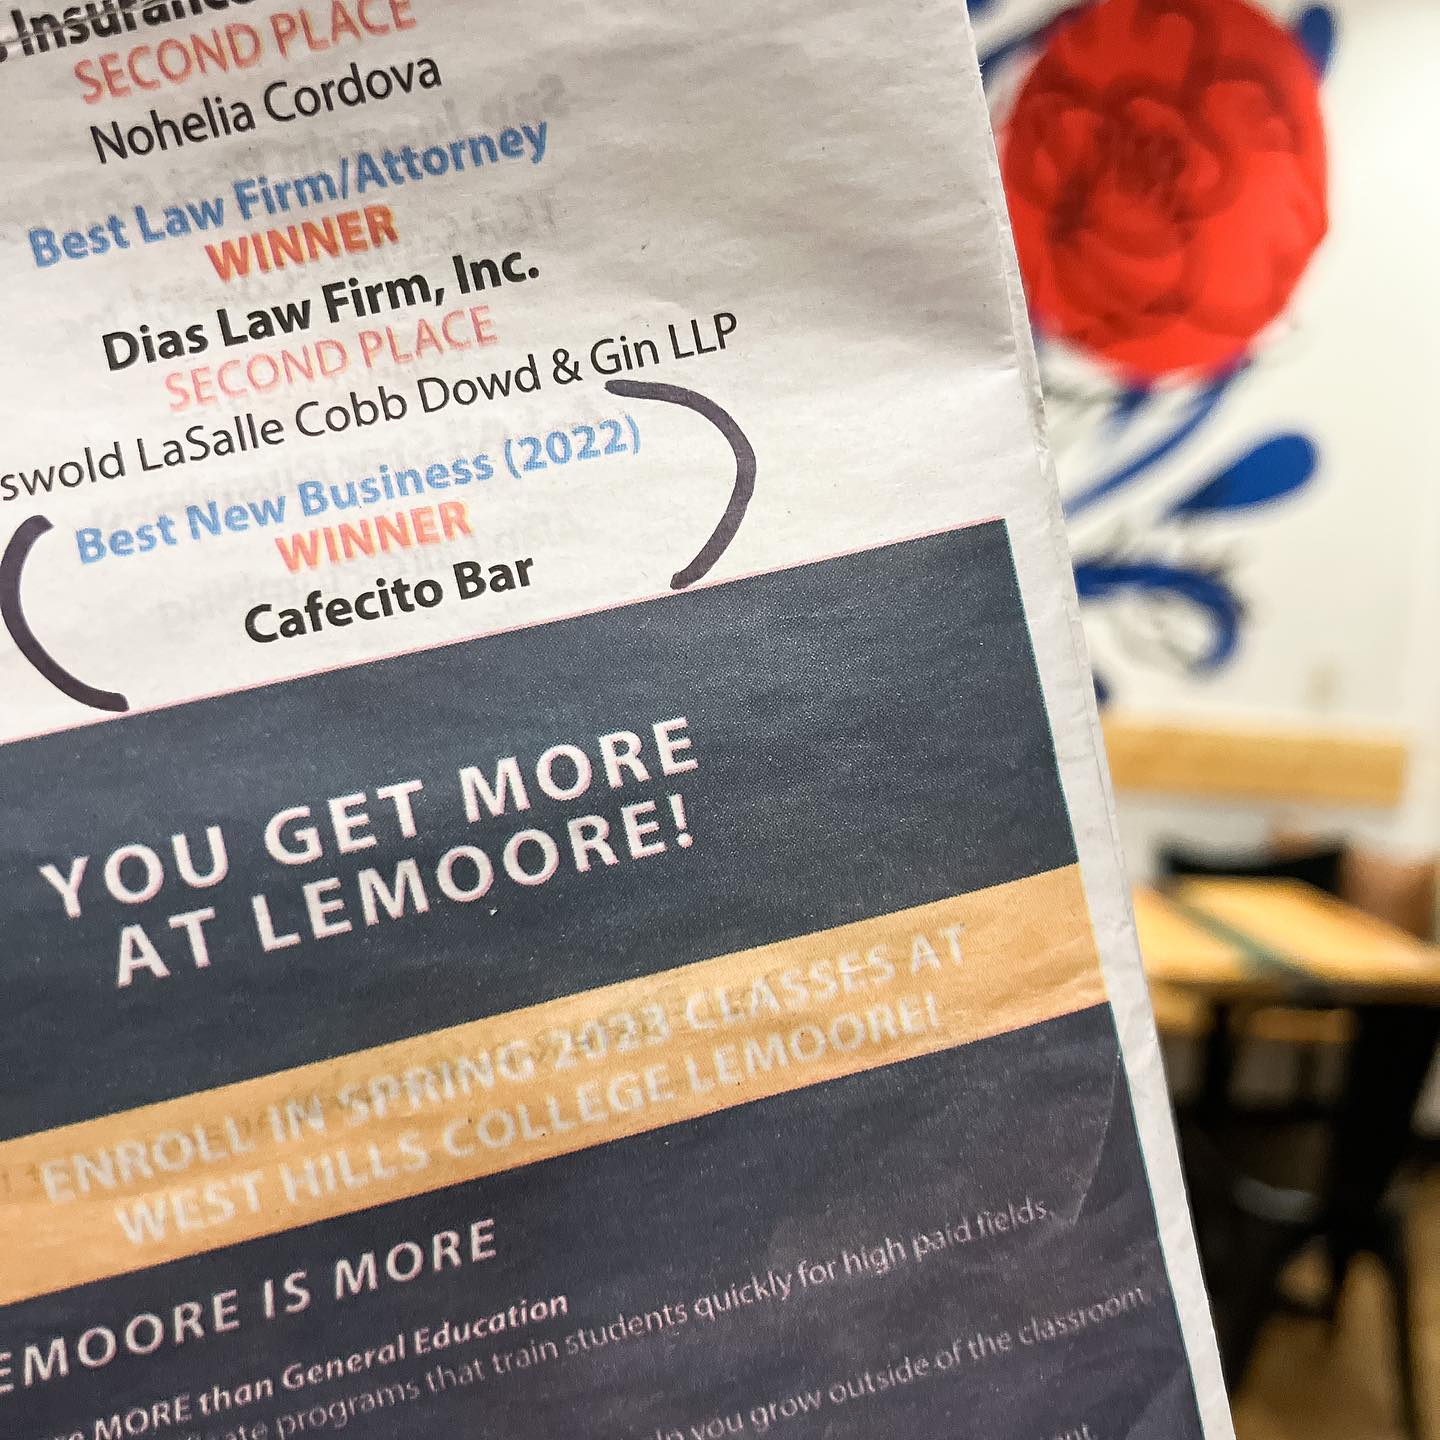 Insurance
SECOND PLACE
Nohelia Cordova
Best Law Firm/Attorney
WINNER
Dias Law Firm, Inc.
SECOND PLACE
swold LaSalle Cobb Dowd & Gin LLP
Best New Business (2022)
WINNER
Cafecito Bar
YOU GET MORE
AT LEMOORE!
ENROLL IN SPRING 2023 CLASSES AT
WEST HILLS COLLEGE LEMOORE!
EMOORE IS MORE
MORE than General Education
programs that train students quickly for high paid fields.
you grow outside of the classroom